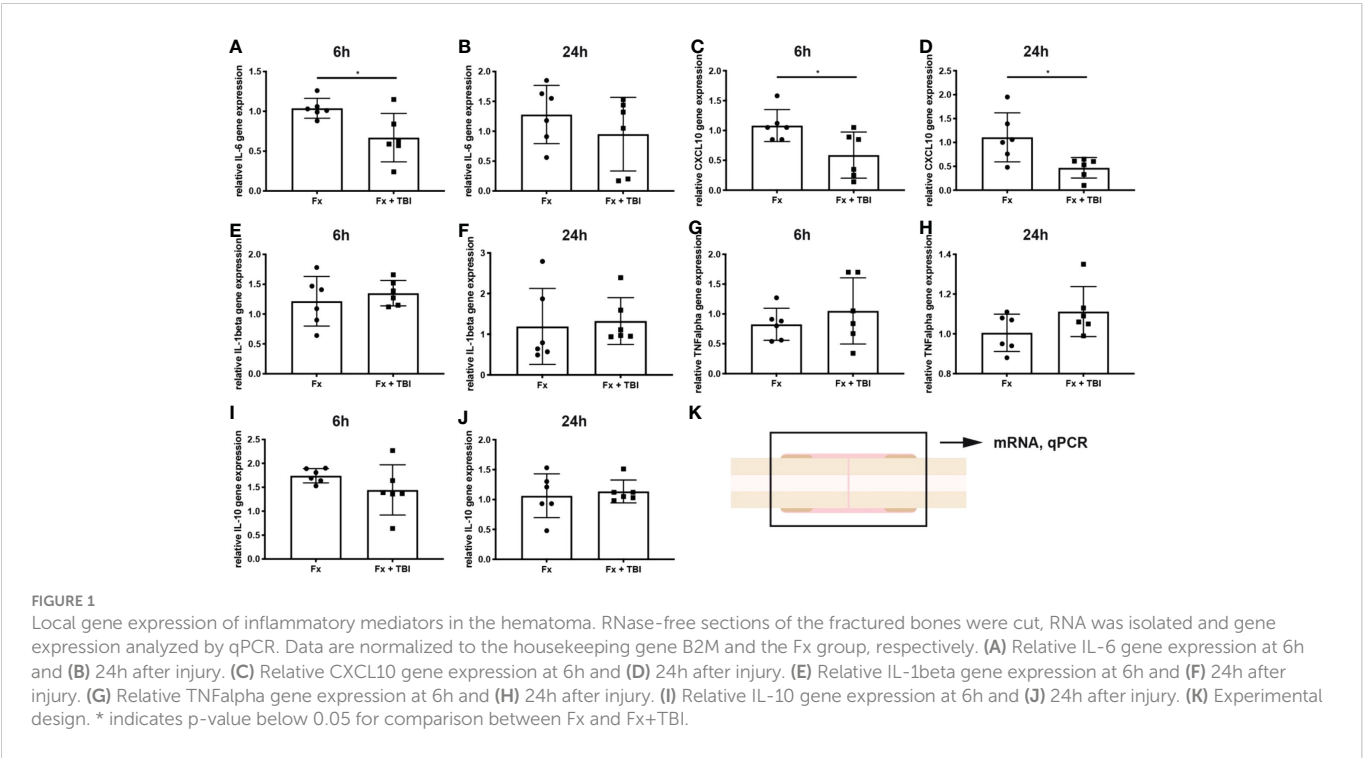 A
6h
*
relative IL-6 gene expression
1.5
1.0
0.5
0.0
Fx
Fx + TBI
B
24h
relative IL-6 gene expression
2.0
1.5
1.0
0.5
0.0
Fx
Fx + TBI
C
6h
*
relative CXCL10 gene expression
2.0
1.5
1.0
0.5
0.0
Fx
Fx + TBI
D
24h
*
relative CXCL10 gene expression
2.5
2.0
1.5
1.0
0.5
0.0
Fx
Fx + TBI
E
6h
relative IL-1beta gene expression
2.0
1.5
1.0
0.5
0.0
Fx
Fx + TBI
F
24h
relative IL-1beta gene expression
3
2
1
0
Fx
Fx + TBI
G
6h
relative TNFalpha gene expression
2.0
1.5
1.0
0.5
0.0
Fx
Fx + TBI
H
24h
relative TNFalpha gene expression
1.4
1.2
1.0
0.8
Fx
Fx + TBI
I
6h
relative IL-10 gene expression
2.5
2.0
1.5
1.0
0.5
0.0
Fx
Fx + TBI
J
24h
relative IL-10 gene expression
2.0
1.5
1.0
0.5
0.0
Fx
Fx + TBI
K
mRNA, qPCR
FIGURE 1
Local gene expression of inflammatory mediators in the hematoma. RNase-free sections of the fractured bones were cut, RNA was isolated and gene
expression analyzed by qPCR. Data are normalized to the housekeeping gene B2M and the Fx group, respectively. (A) Relative IL-6 gene expression at 6h
and (B) 24h after injury. (C) Relative CXCL10 gene expression at 6h and (D) 24h after injury. (E) Relative IL-1beta gene expression at 6h and (F) 24h after
injury. (G) Relative TNFalpha gene expression at 6h and (H) 24h after injury. (I) Relative IL-10 gene expression at 6h and (J) 24h after injury. (K) Experimental
design. * indicates p-value below 0.05 for comparison between Fx and Fx+TBI.